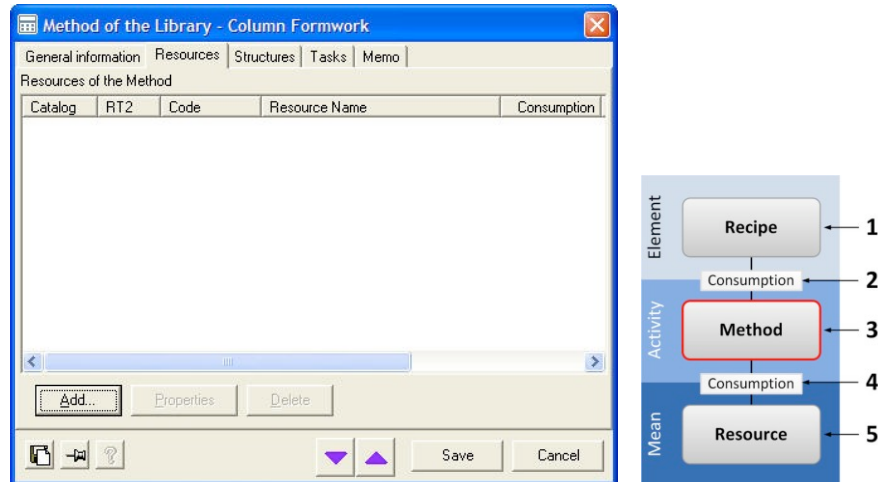 Method of the Library - Column Formwork
General information Resources Structures Tasks Memo
Resources of the Method
Catalog RT2 Code Resource Name Consumption
Add... Properties Delete
?
Save Cancel
Element
Recipe
1
Consumption
2
Activity
Method
3
Consumption
4
Mean
Resource
5